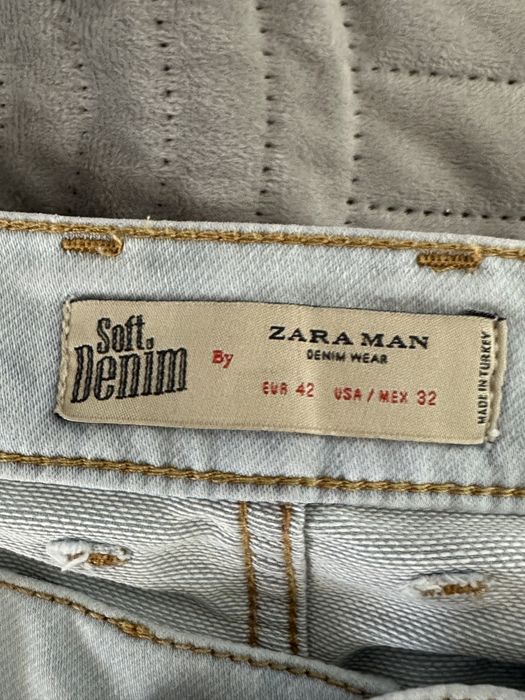 Soft.
Denim
By
ZARA MAN
DENIM WEAR
EUR 42 USA / MEX 32
MADE IN TURKEY